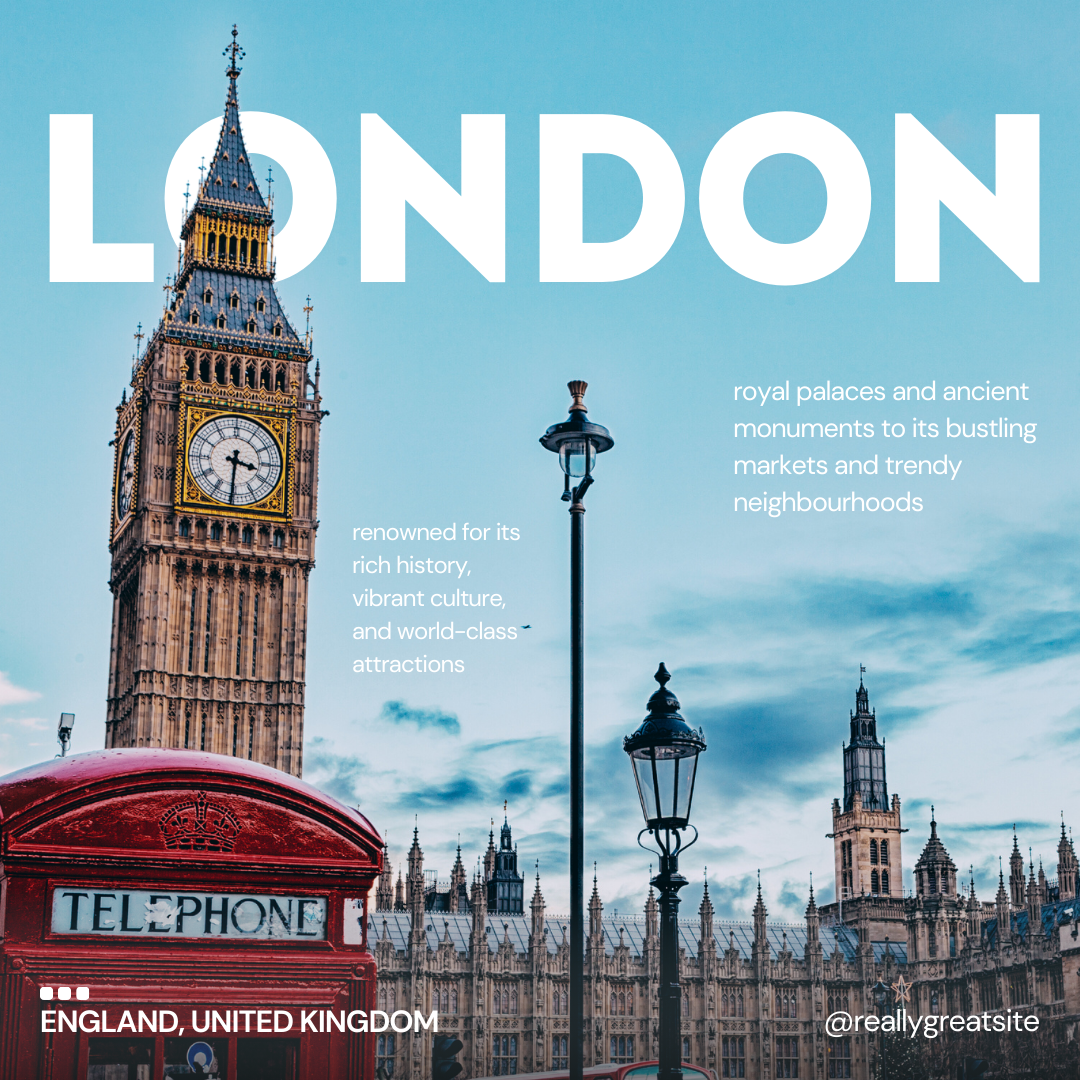 LONDON
royal palaces and ancient
monuments to its bustling
markets and trendy
neighbourhoods
renowned for its
rich history,
vibrant culture,
and world-class
attractions
TELEPHONE
ENGLAND, UNITED KINGDOM
@reallygreatsite